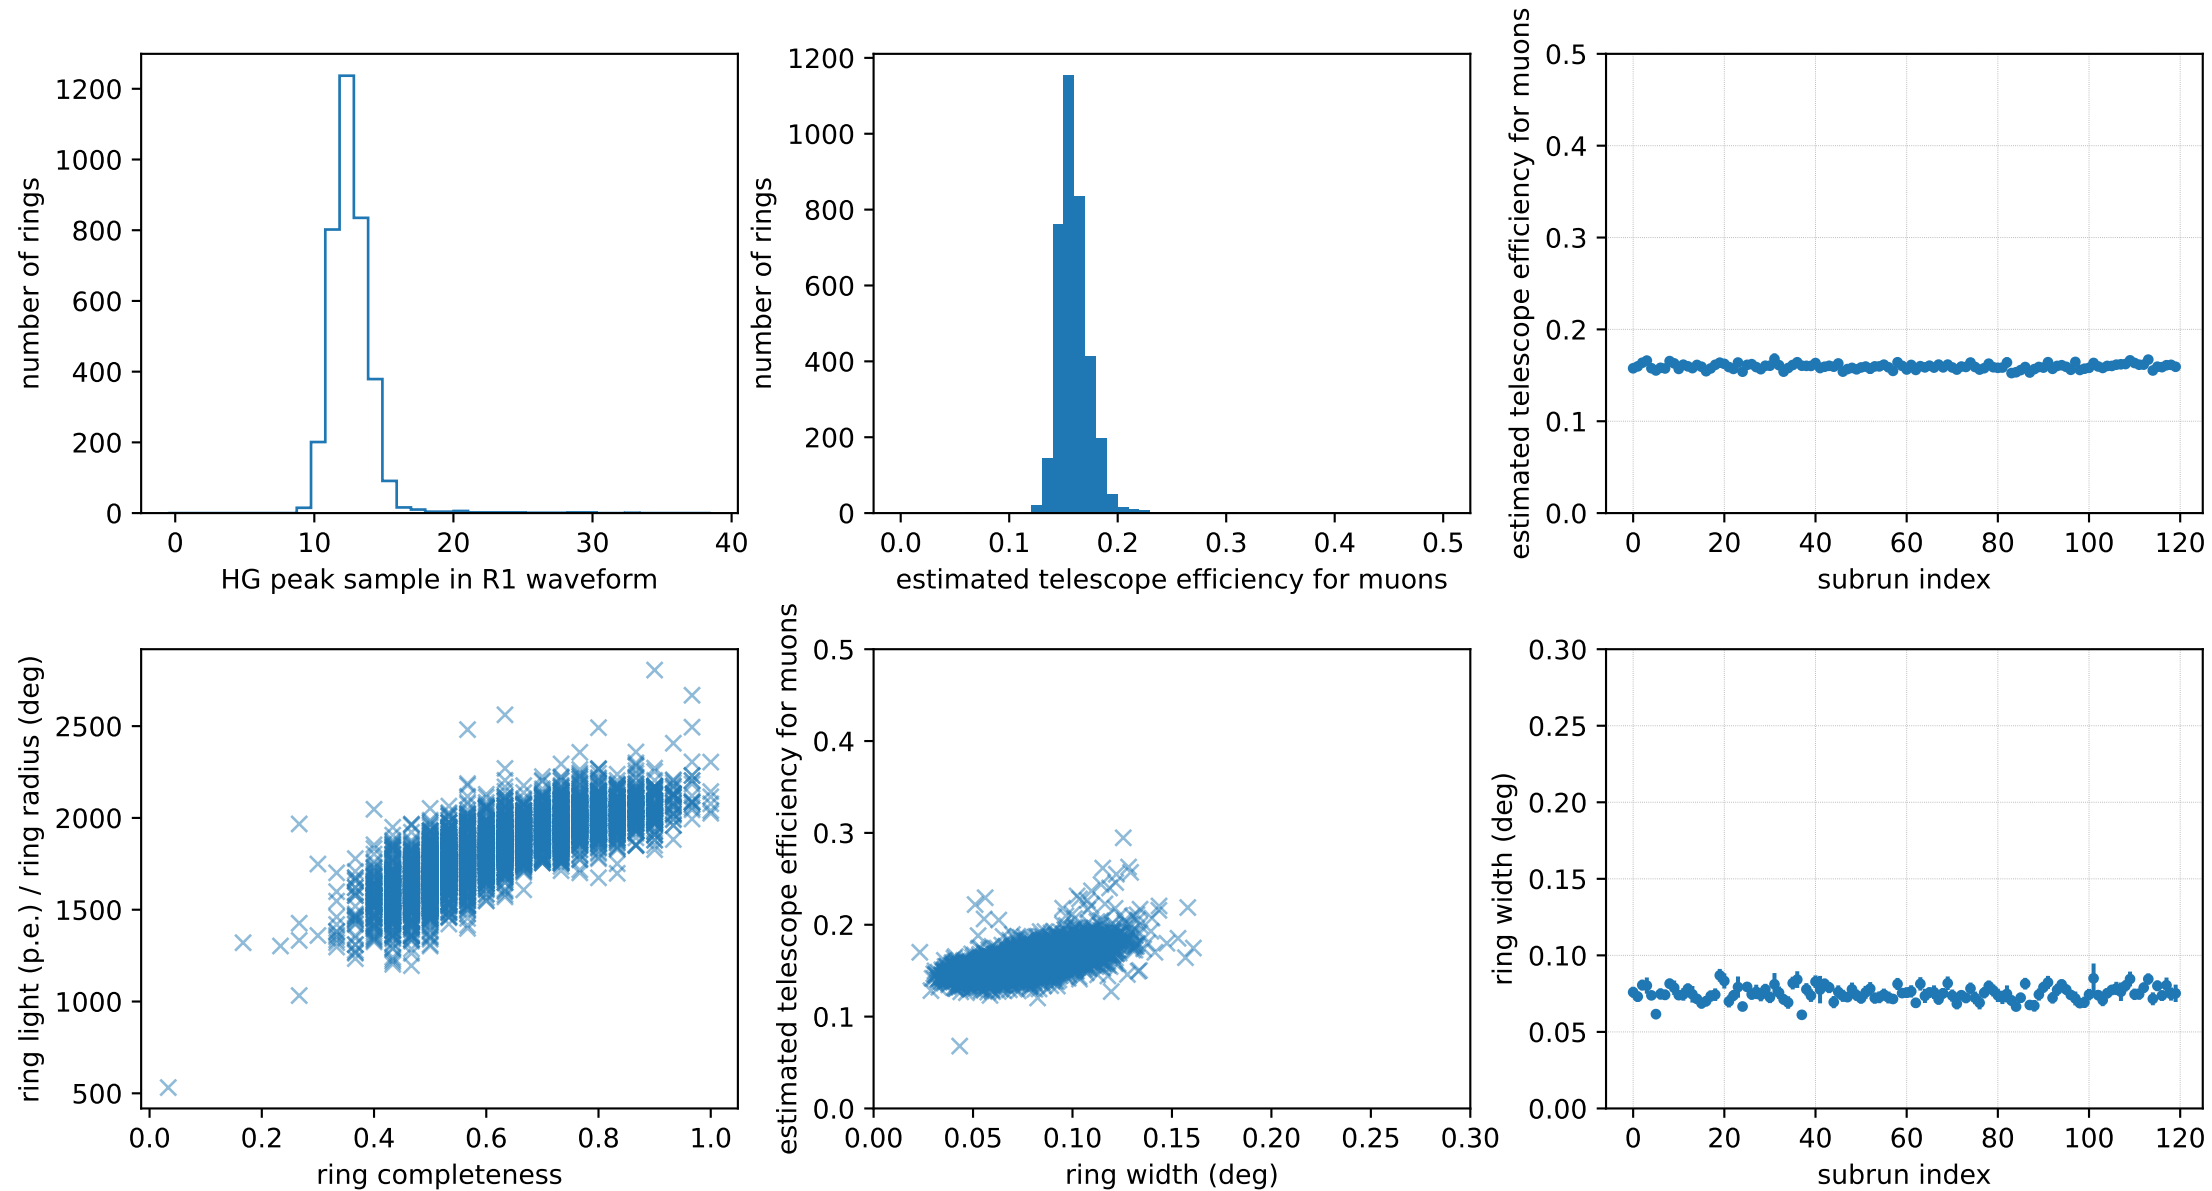 number of rings
1200
1000
800
600
400
200
0
0 10 20 30 40
HG peak sample in R1 waveform
number of rings
1200
1000
800
600
400
200
0
0.0 0.1 0.2 0.3 0.4 0.5
estimated telescope efficiency for muons
estimated telescope efficiency for muons
0.5
0.4
0.3
0.2
0.1
0.0
0 20 40 60 80 100 120
subrun index
ring light (p.e.) / ring radius (deg)
2500
2000
1500
1000
500
0.0 0.2 0.4 0.6 0.8 1.0
ring completeness
estimated telescope efficiency for muons
0.5
0.4
0.3
0.2
0.1
0.0
0.00 0.05 0.10 0.15 0.20 0.25 0.30
ring width (deg)
ring width (deg)
0.30
0.25
0.20
0.15
0.10
0.05
0.00
0 20 40 60 80 100 120
subrun index